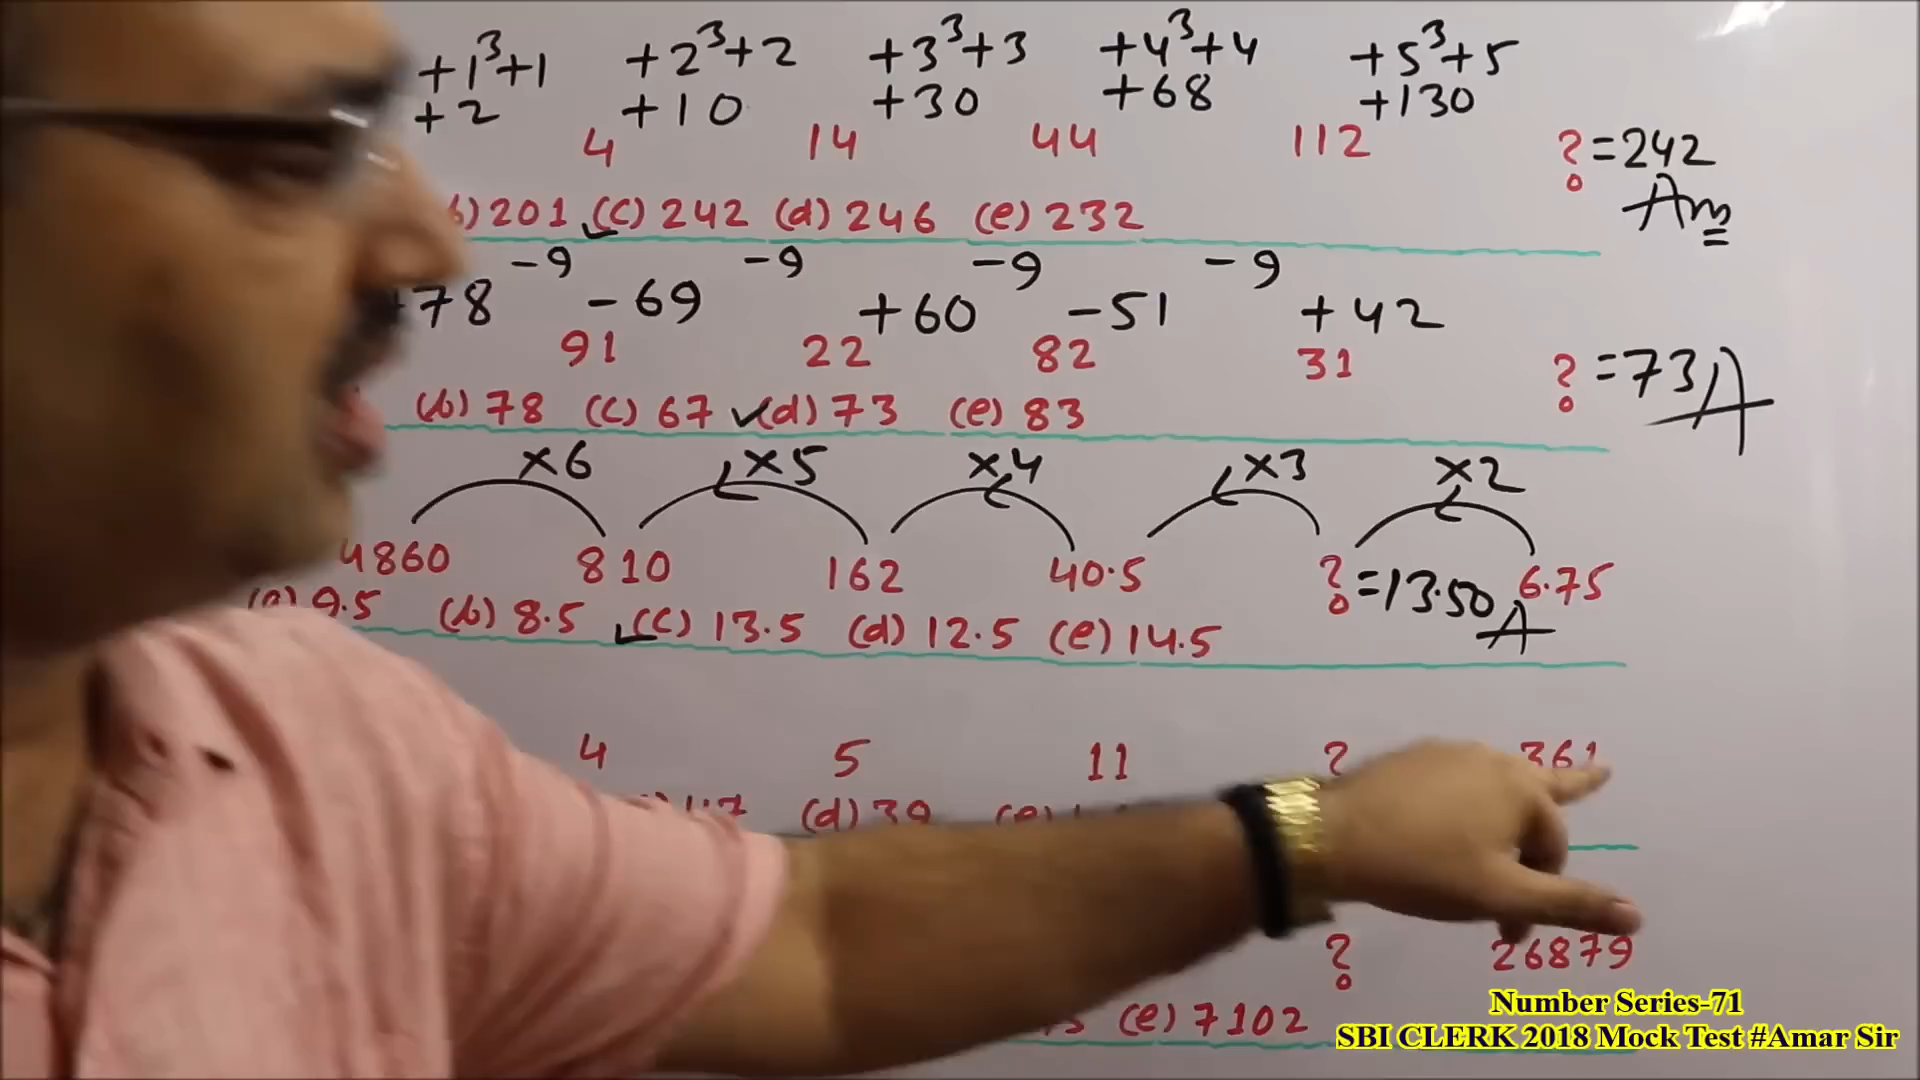 +1³+1 +2³+2 +3³+3 +4³+4 +5³+5
+2 +10 +30 +68 +130
4 14 44 112 ? =242
Ans
b) 201 (c) 242 (d) 246 (e) 232
-9 -9 -9 -9
+78 -69 +60 -51 +42
91 22 82 31 ? =73 A
(b) 78 (c) 67 (d) 73 (e) 83
×6 ×5 ×4 ×3 ×2
4860 810 162 40.5 ? =13.50 6.75
A
(a) 9.5 (b) 8.5 (c) 13.5 (d) 12.5 (e) 14.5
4 5 11 ? 361
(d) 39 (e)
? 26879
(e) 7102
Number Series-71
SBI CLERK 2018 Mock Test #Amar Sir